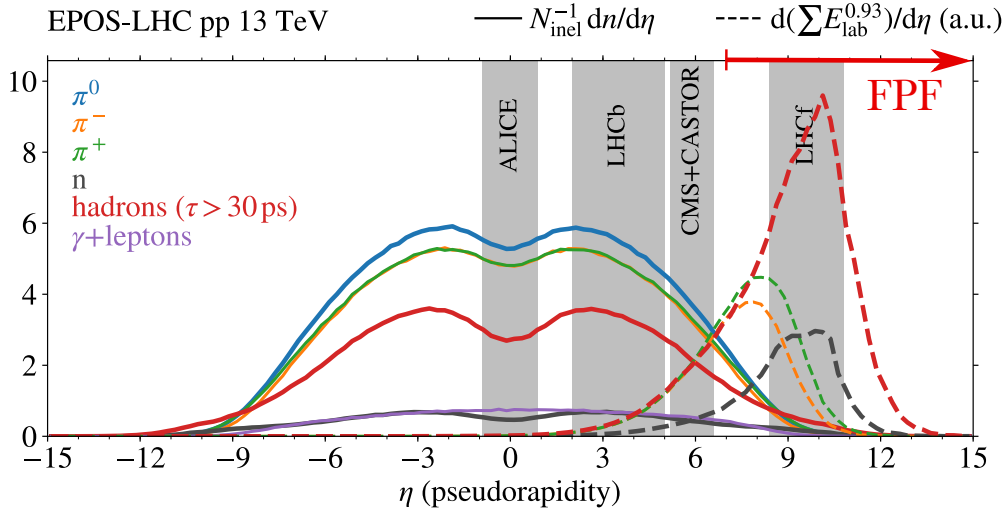 EPOS-LHC pp 13 TeV
N_inel^-1 dn/dη
d(∑E_lab^0.93)/dη (a.u.)
FPF
π^0
π^-
π^+
n
hadrons (τ > 30 ps)
γ+leptons
ALICE
LHCb
CMS+CASTOR
LHCf
10
8
6
4
2
0
−15 −12 −9 −6 −3 0 3 6 9 12 15
η (pseudorapidity)